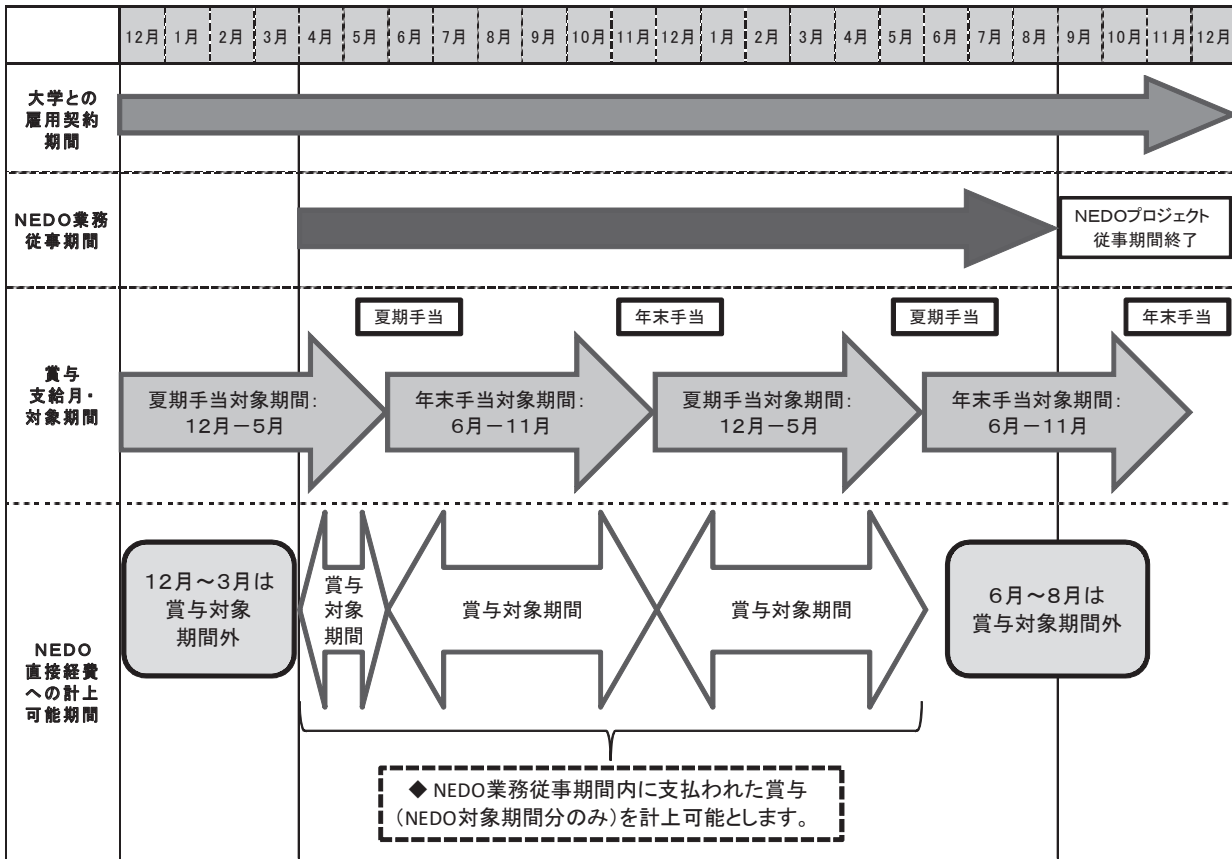 12月 1月 2月 3月 4月 5月 6月 7月 8月 9月 10月 11月 12月 1月 2月 3月 4月 5月 6月 7月 8月 9月 10月 11月 12月
大学との
雇用契約
期間
NEDO業務
従事期間
NEDOプロジェクト
従事期間終了
賞与
支給月・
対象期間
夏期手当
年末手当
夏期手当
年末手当
夏期手当対象期間:
12月－5月
年末手当対象期間:
6月－11月
夏期手当対象期間:
12月－5月
年末手当対象期間:
6月－11月
NEDO
直接経費
への計上
可能期間
12月～3月は
賞与対象
期間外
賞与
対象
期間
賞与対象期間
賞与対象期間
6月～8月は
賞与対象期間外
◆ NEDO業務従事期間内に支払われた賞与
(NEDO対象期間分のみ)を計上可能とします。